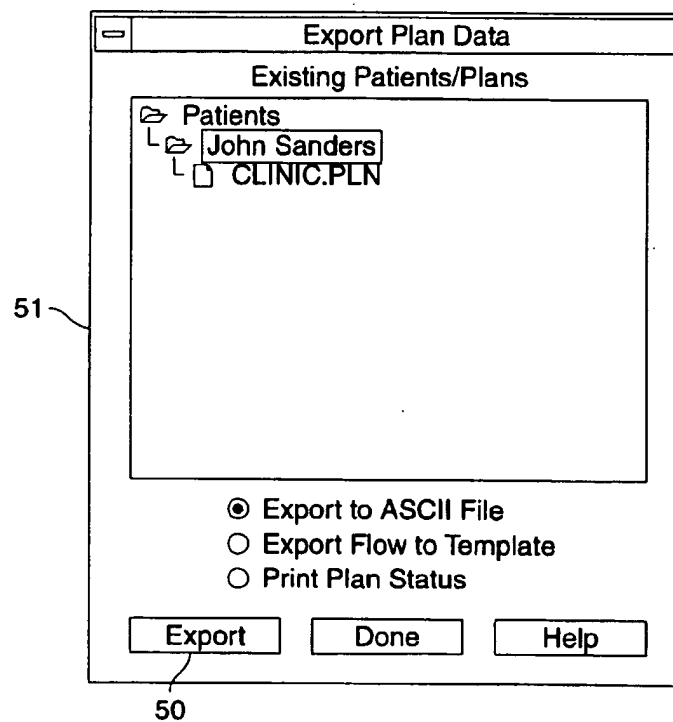 Export Plan Data
Existing Patients/Plans
Patients
John Sanders
CLINIC.PLN
51
Export to ASCII File
Export Flow to Template
Print Plan Status
Export Done Help
50